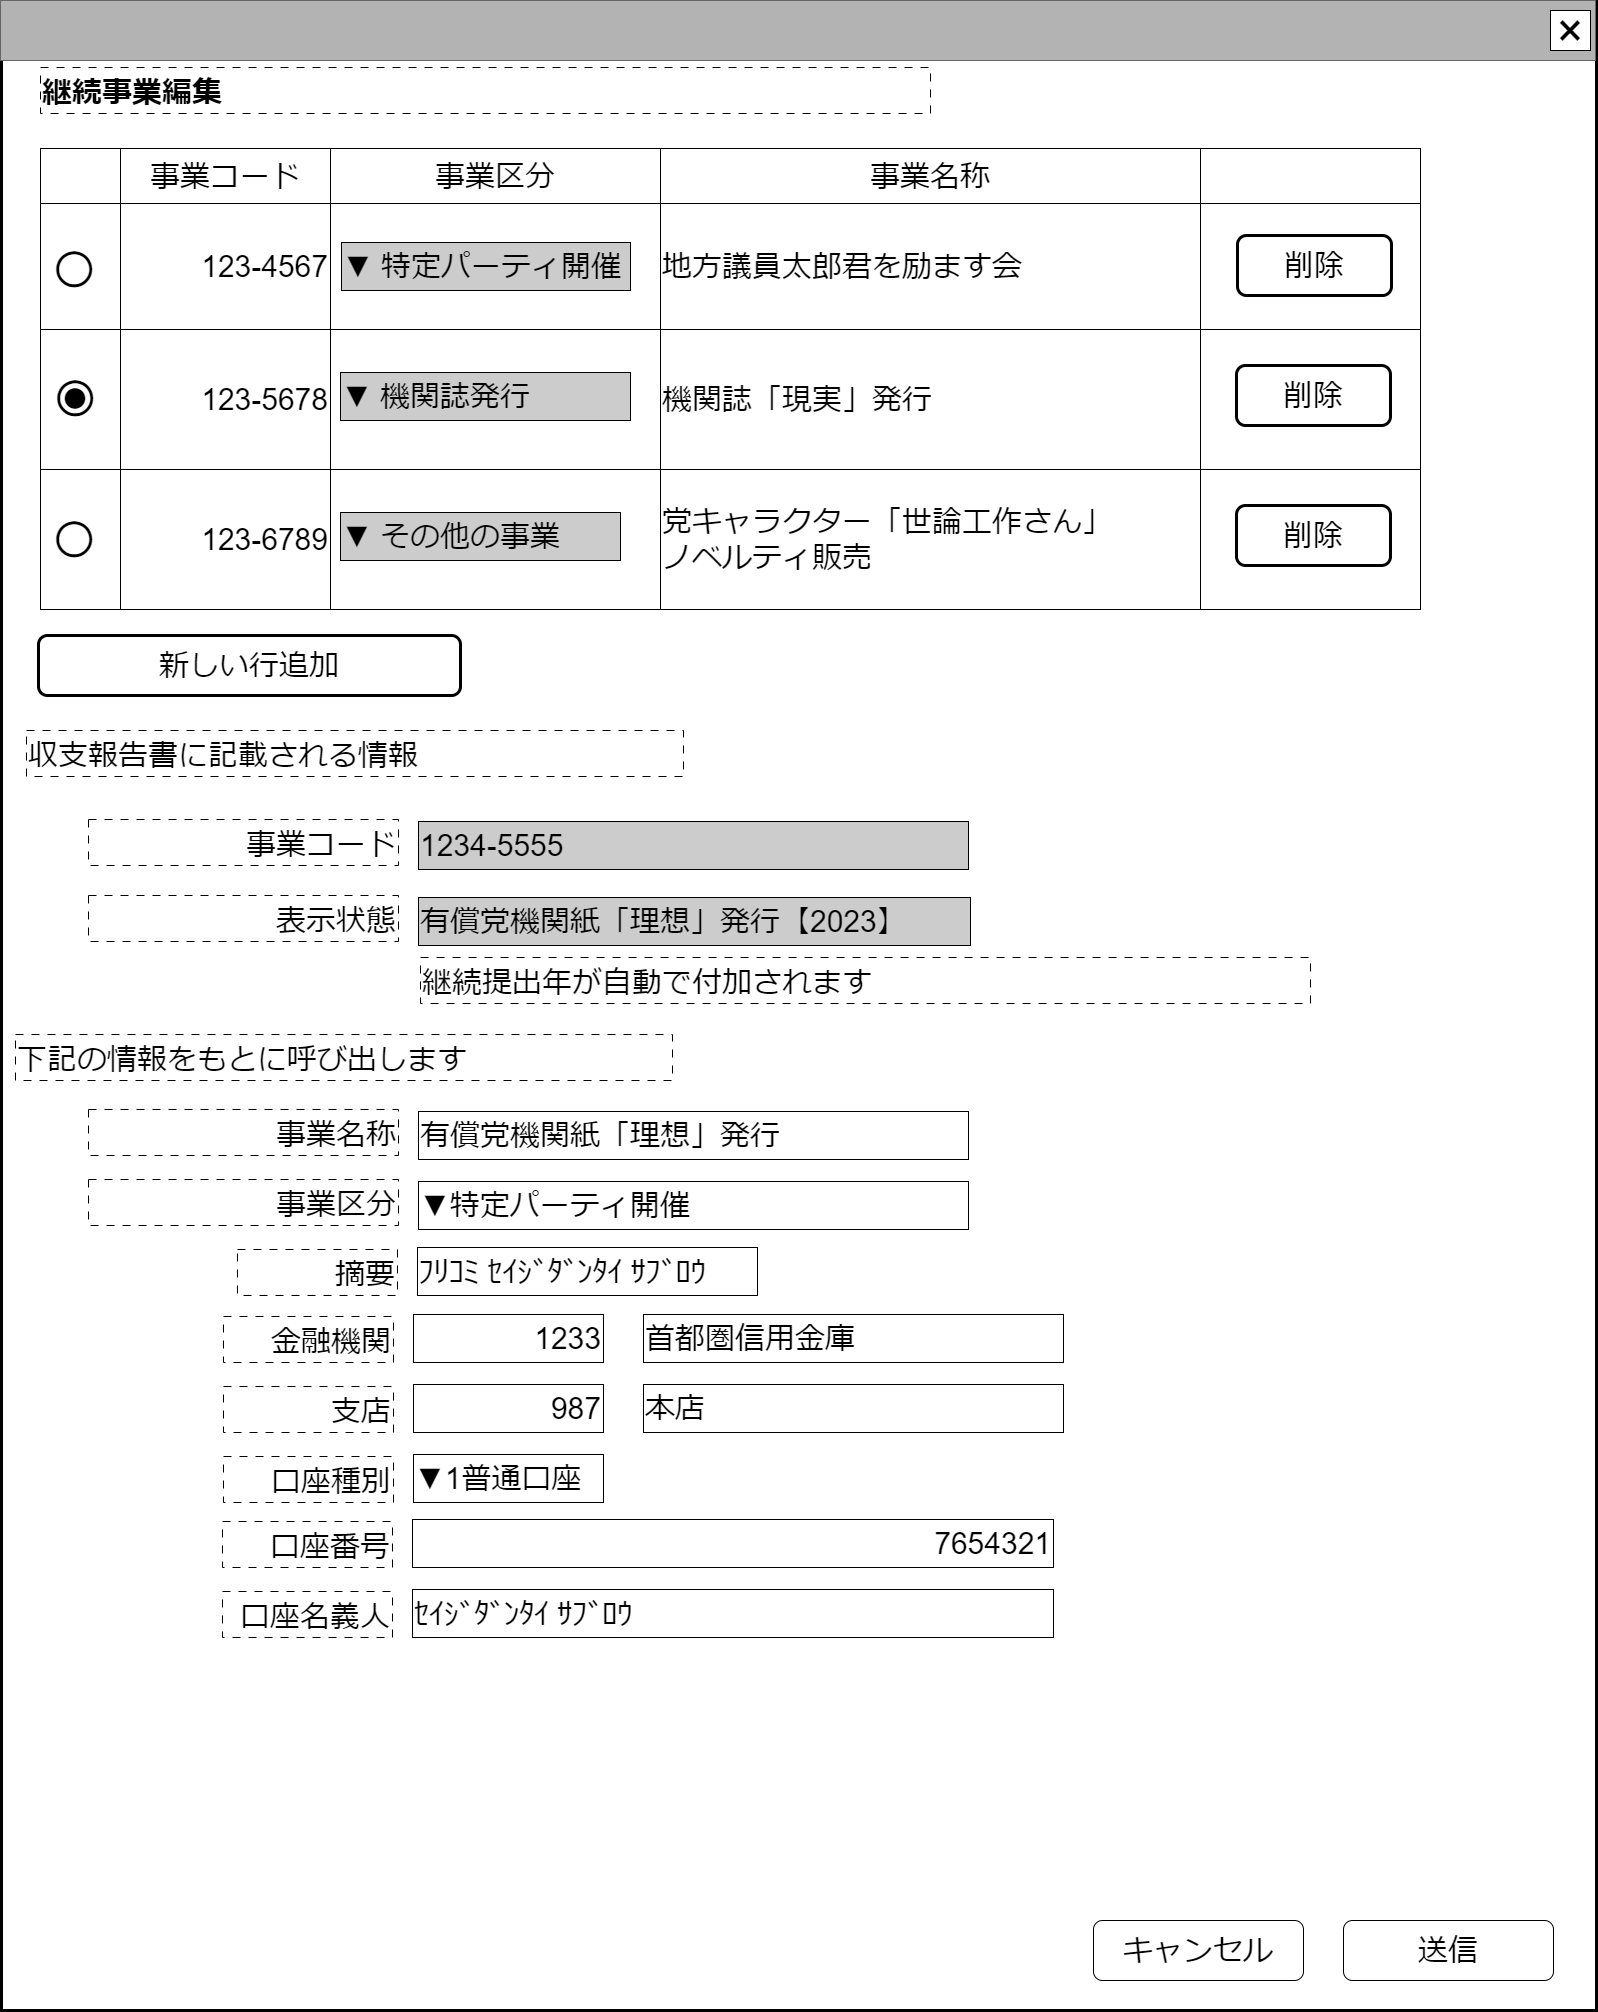 継続事業編集
事業コード 事業区分 事業名称
123-4567 ▼ 特定パーティ開催 地方議員太郎君を励ます会 削除
123-5678 ▼ 機関誌発行 機関誌「現実」発行 削除
123-6789 ▼ その他の事業 党キャラクター「世論工作さん」
ノベルティ販売 削除
新しい行追加
収支報告書に記載される情報
事業コード 1234-5555
表示状態 有償党機関紙「理想」発行【2023】
継続提出年が自動で付加されます
下記の情報をもとに呼び出します
事業名称 有償党機関紙「理想」発行
事業区分 ▼特定パーティ開催
摘要 ﾌﾘｺﾐ ｾｲｼﾞﾀﾞﾝﾀｲ ｻﾌﾞﾛｳ
金融機関 1233 首都圏信用金庫
支店 987 本店
口座種別 ▼1普通口座
口座番号 7654321
口座名義人 ｾｲｼﾞﾀﾞﾝﾀｲ ｻﾌﾞﾛｳ
キャンセル 送信